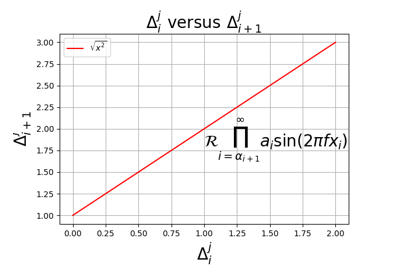 Δ_i^j versus Δ_{i+1}^j
√x²
3.00
2.75
2.50
2.25
2.00
1.75
1.50
1.25
1.00
Δ_{i+1}^j
ℛ ∏_{i=α_{i+1}}^∞ a_i sin(2πfx_i)
0.00 0.25 0.50 0.75 1.00 1.25 1.50 1.75 2.00
Δ_i^j